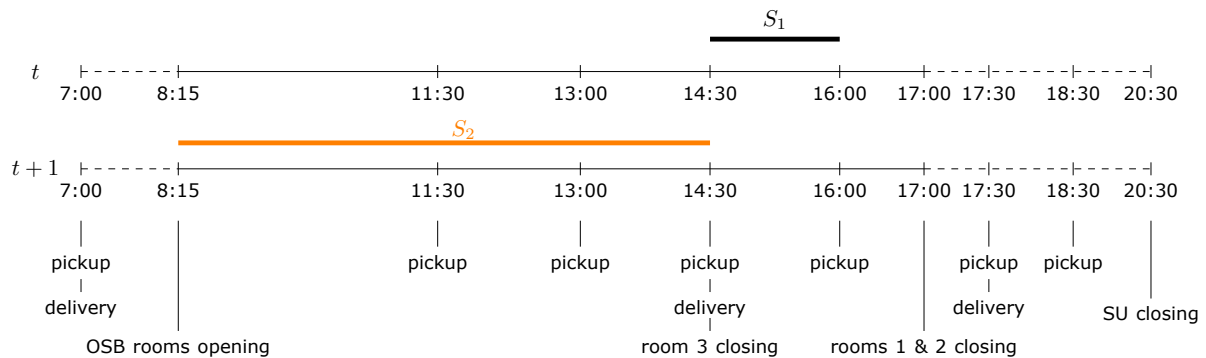 S₁
t
7:00 8:15 11:30 13:00 14:30 16:00 17:00 17:30 18:30 20:30
S₂
t + 1
7:00 8:15 11:30 13:00 14:30 16:00 17:00 17:30 18:30 20:30
pickup pickup pickup pickup pickup pickup pickup
delivery delivery delivery SU closing
OSB rooms opening room 3 closing rooms 1 & 2 closing